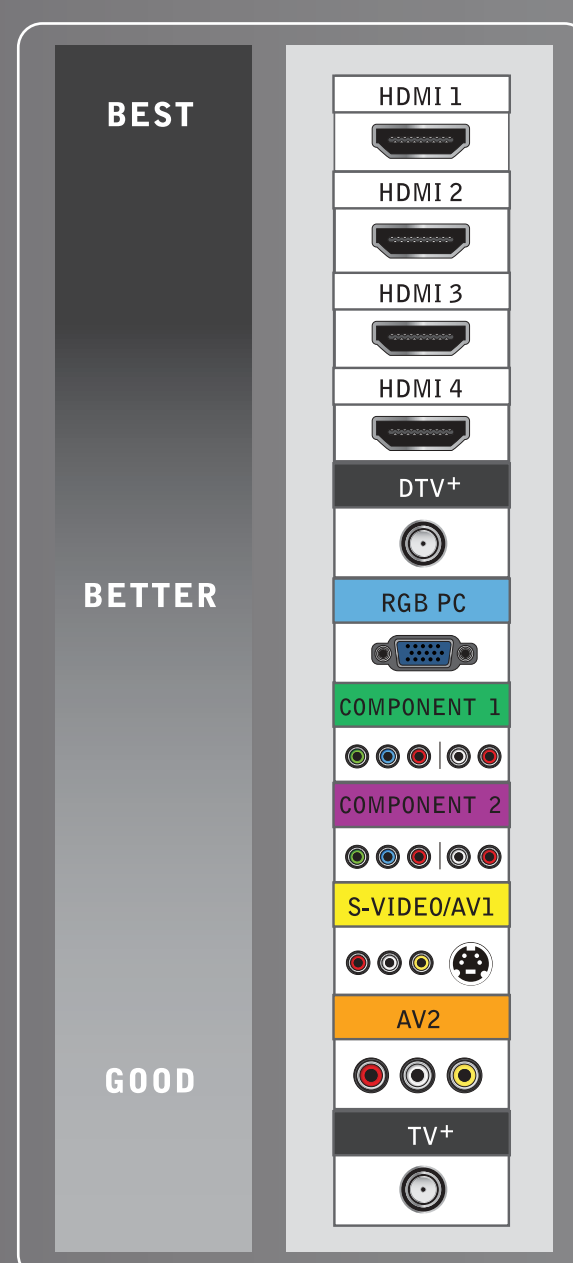 BEST
HDMI 1
HDMI 2
HDMI 3
HDMI 4
DTV+
BETTER
RGB PC
COMPONENT 1
COMPONENT 2
S-VIDEO/AV1
AV2
GOOD
TV+